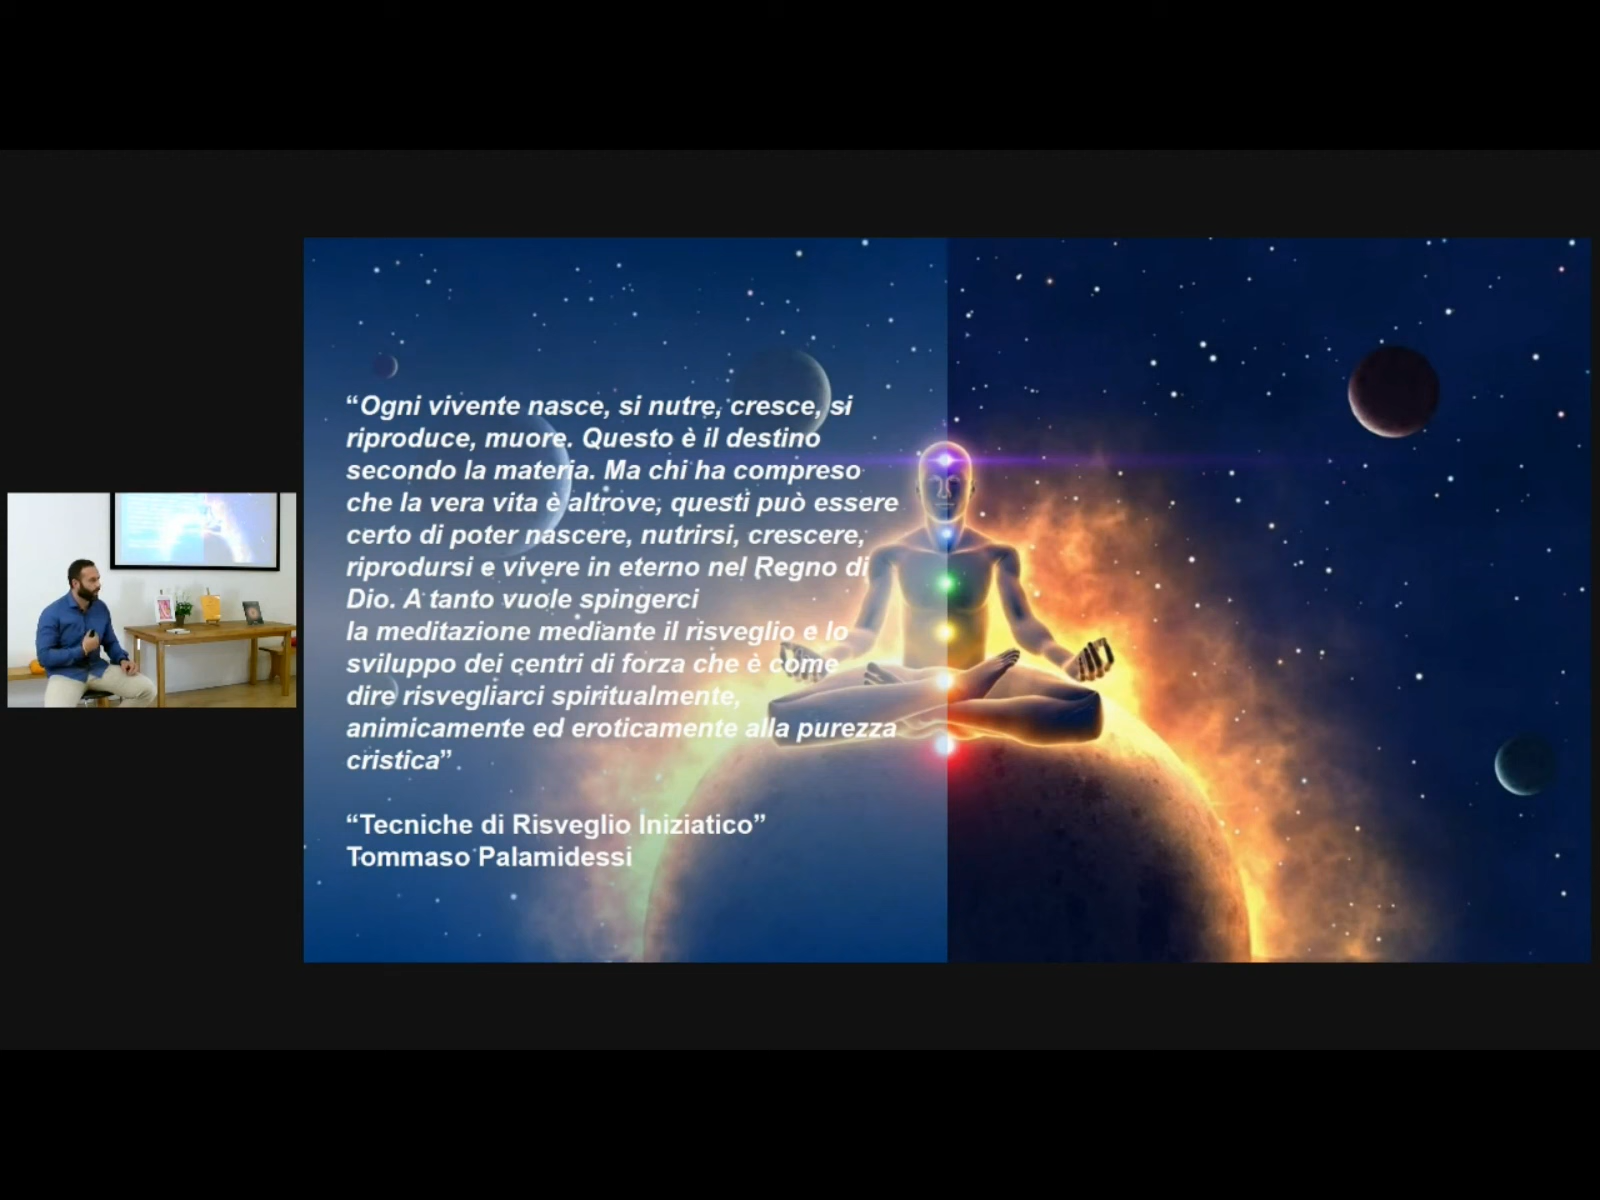 “Ogni vivente nasce, si nutre, cresce, si
riproduce, muore. Questo è il destino
secondo la materia. Ma chi ha compreso
che la vera vita è altrove, questi può essere
certo di poter nascere, nutrirsi, crescere,
riprodursi e vivere in eterno nel Regno di
Dio. A tanto vuole spingerci
la meditazione mediante il risveglio e lo
sviluppo dei centri di forza che è come
dire risvegliarci spiritualmente,
animicamente ed eroticamente alla purezza
cristica”.
“Tecniche di Risveglio Iniziatico”
Tommaso Palamidessi